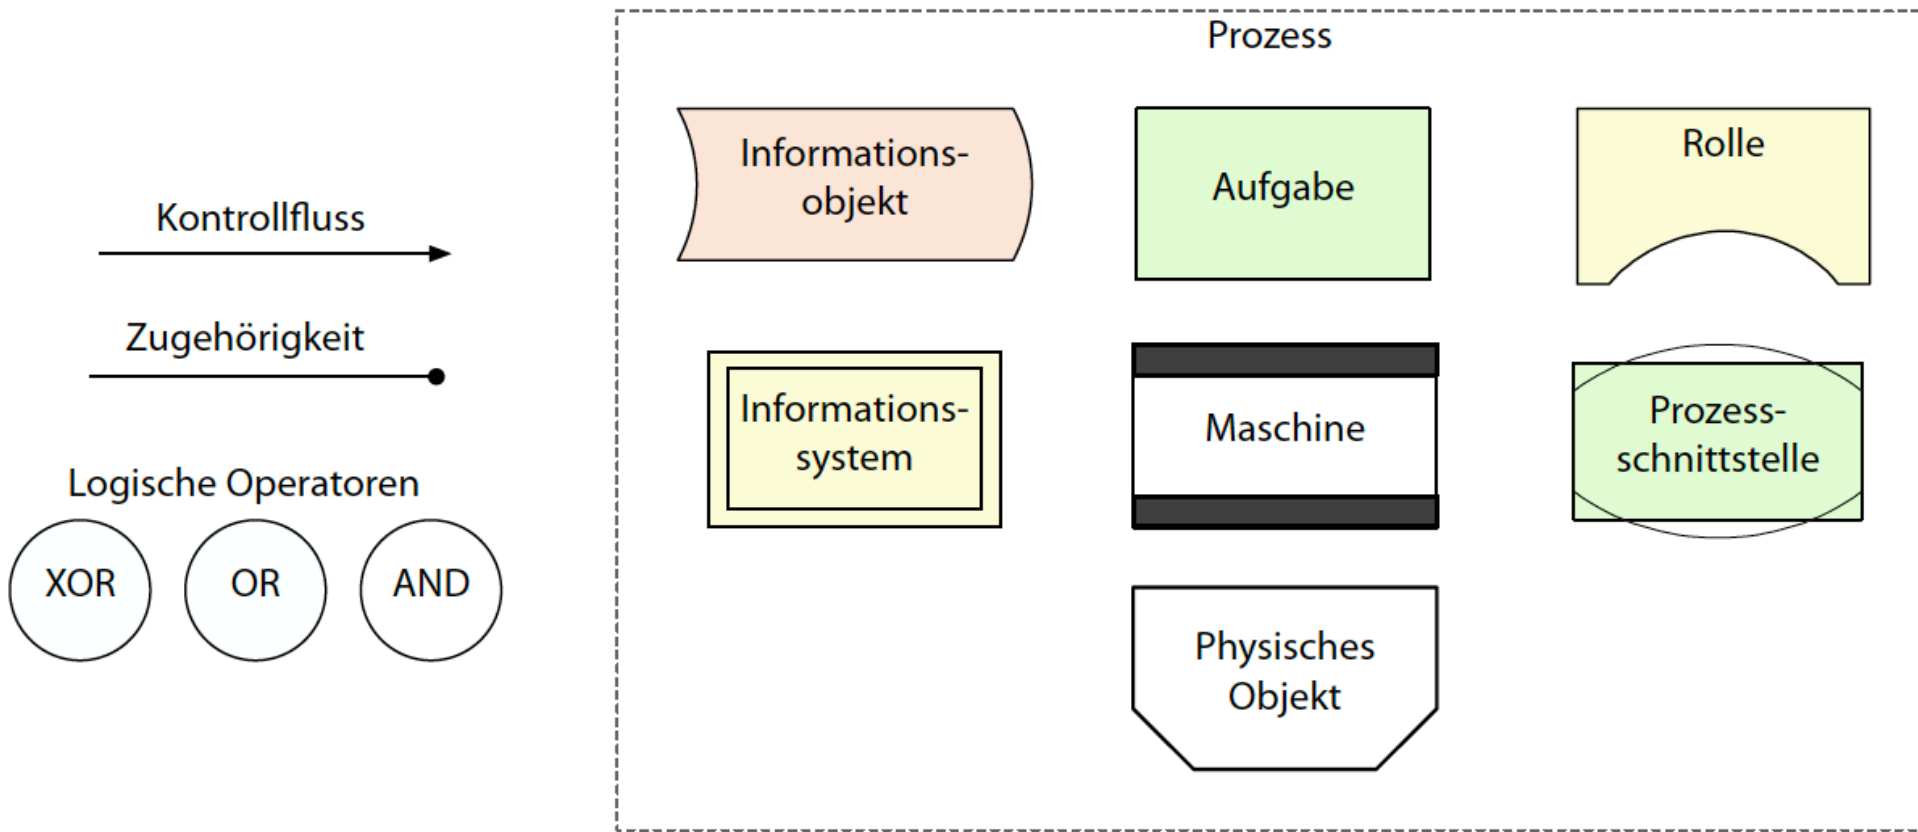 Prozess
Kontrollfluss
Zugehörigkeit
Logische Operatoren
XOR
OR
AND
Informations-
objekt
Aufgabe
Rolle
Informations-
system
Maschine
Prozess-
schnittstelle
Physisches
Objekt